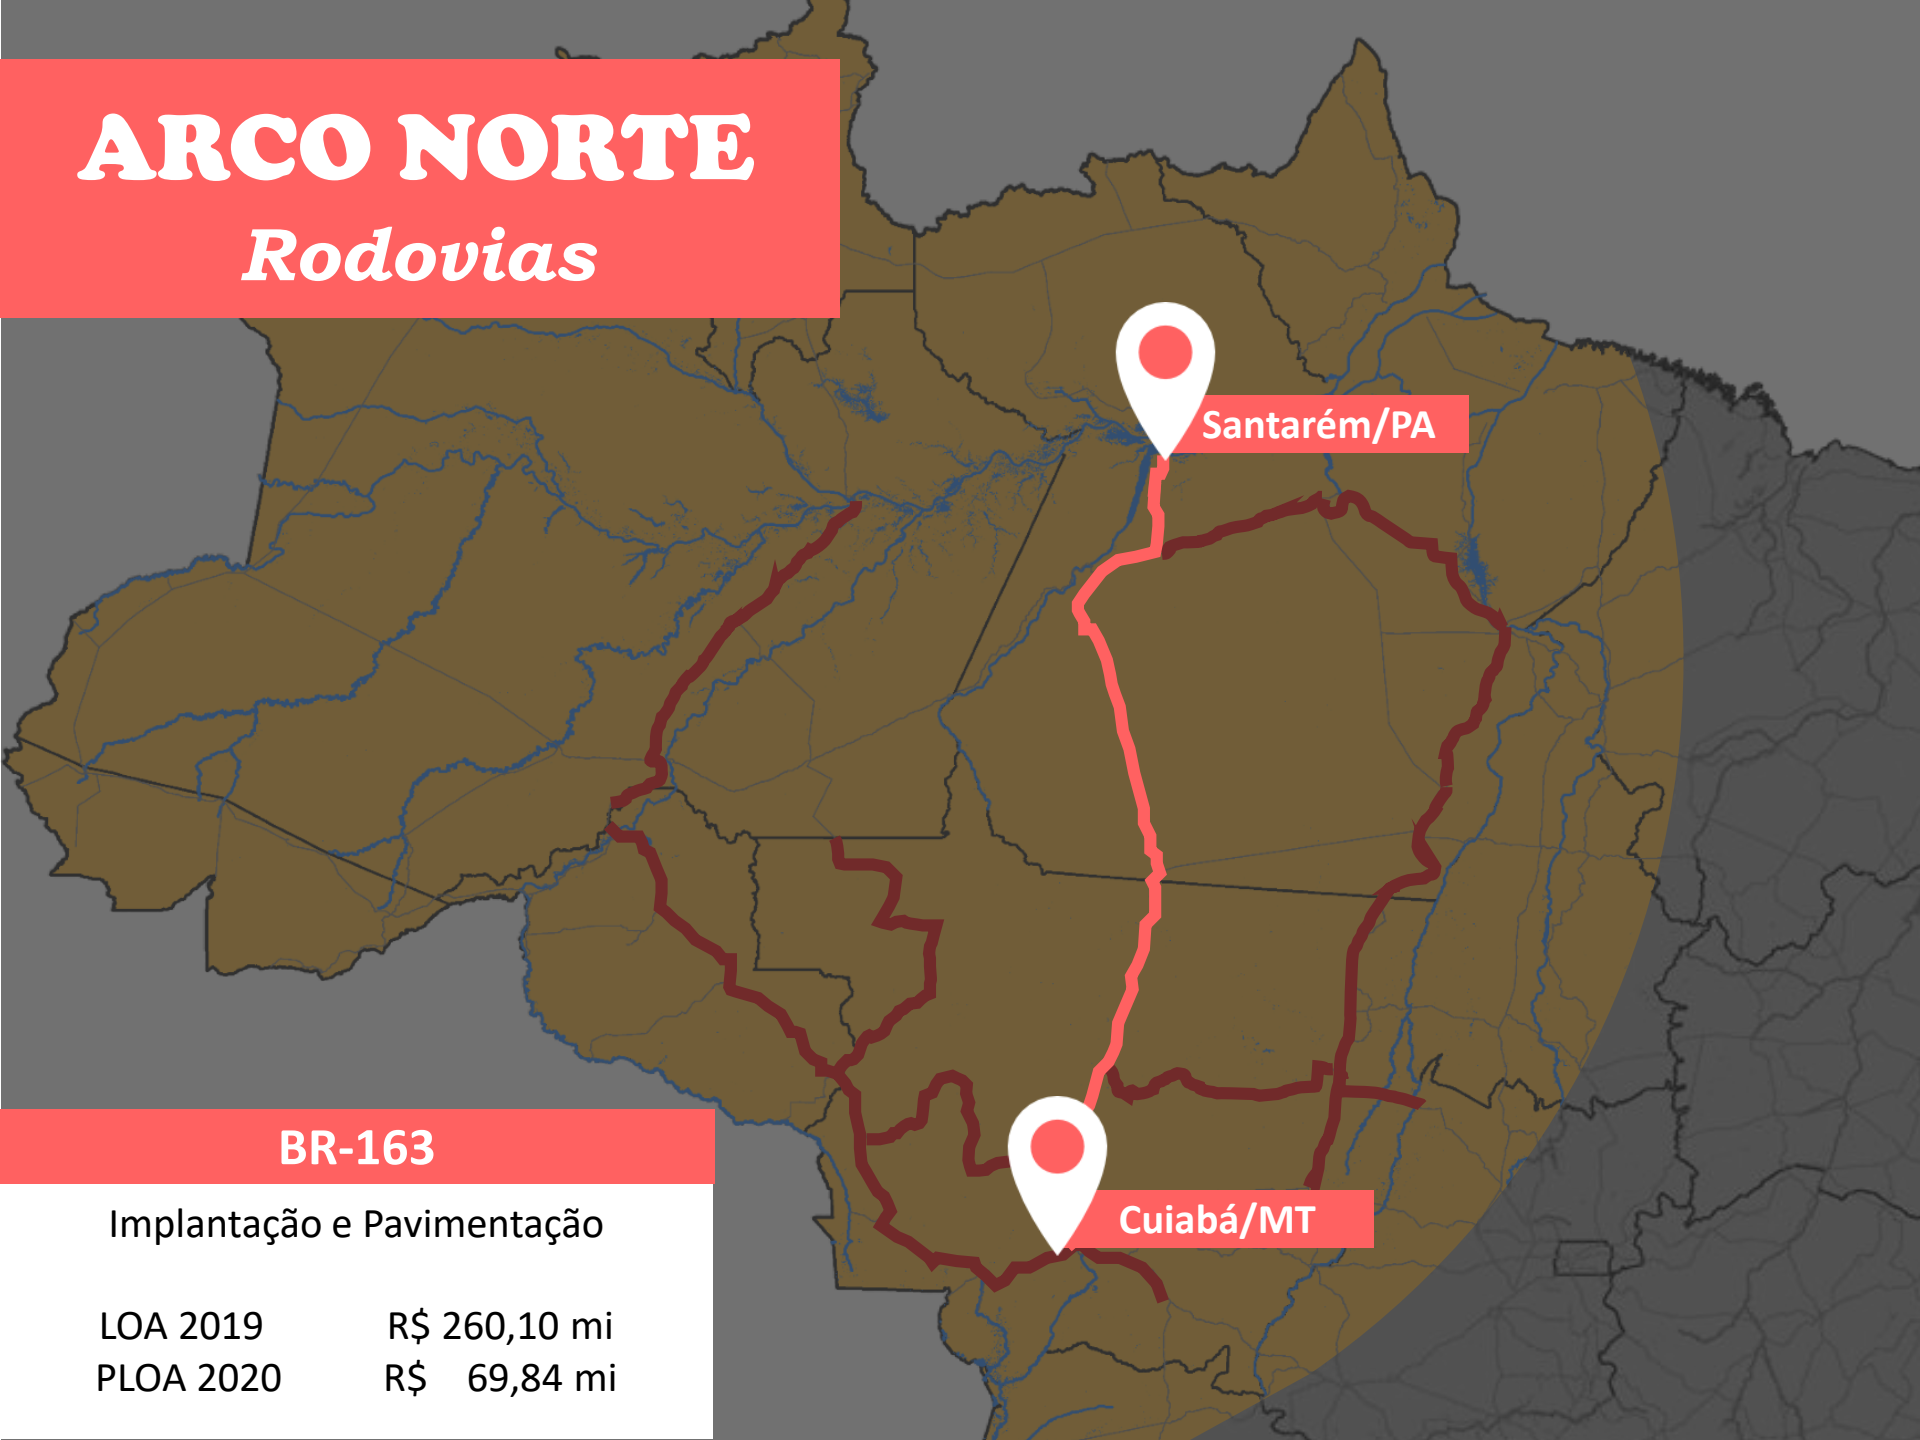 ARCO NORTE
Rodovias
Santarém/PA
Cuiabá/MT
BR-163
Implantação e Pavimentação
LOA 2019 R$ 260,10 mi
PLOA 2020 R$ 69,84 mi